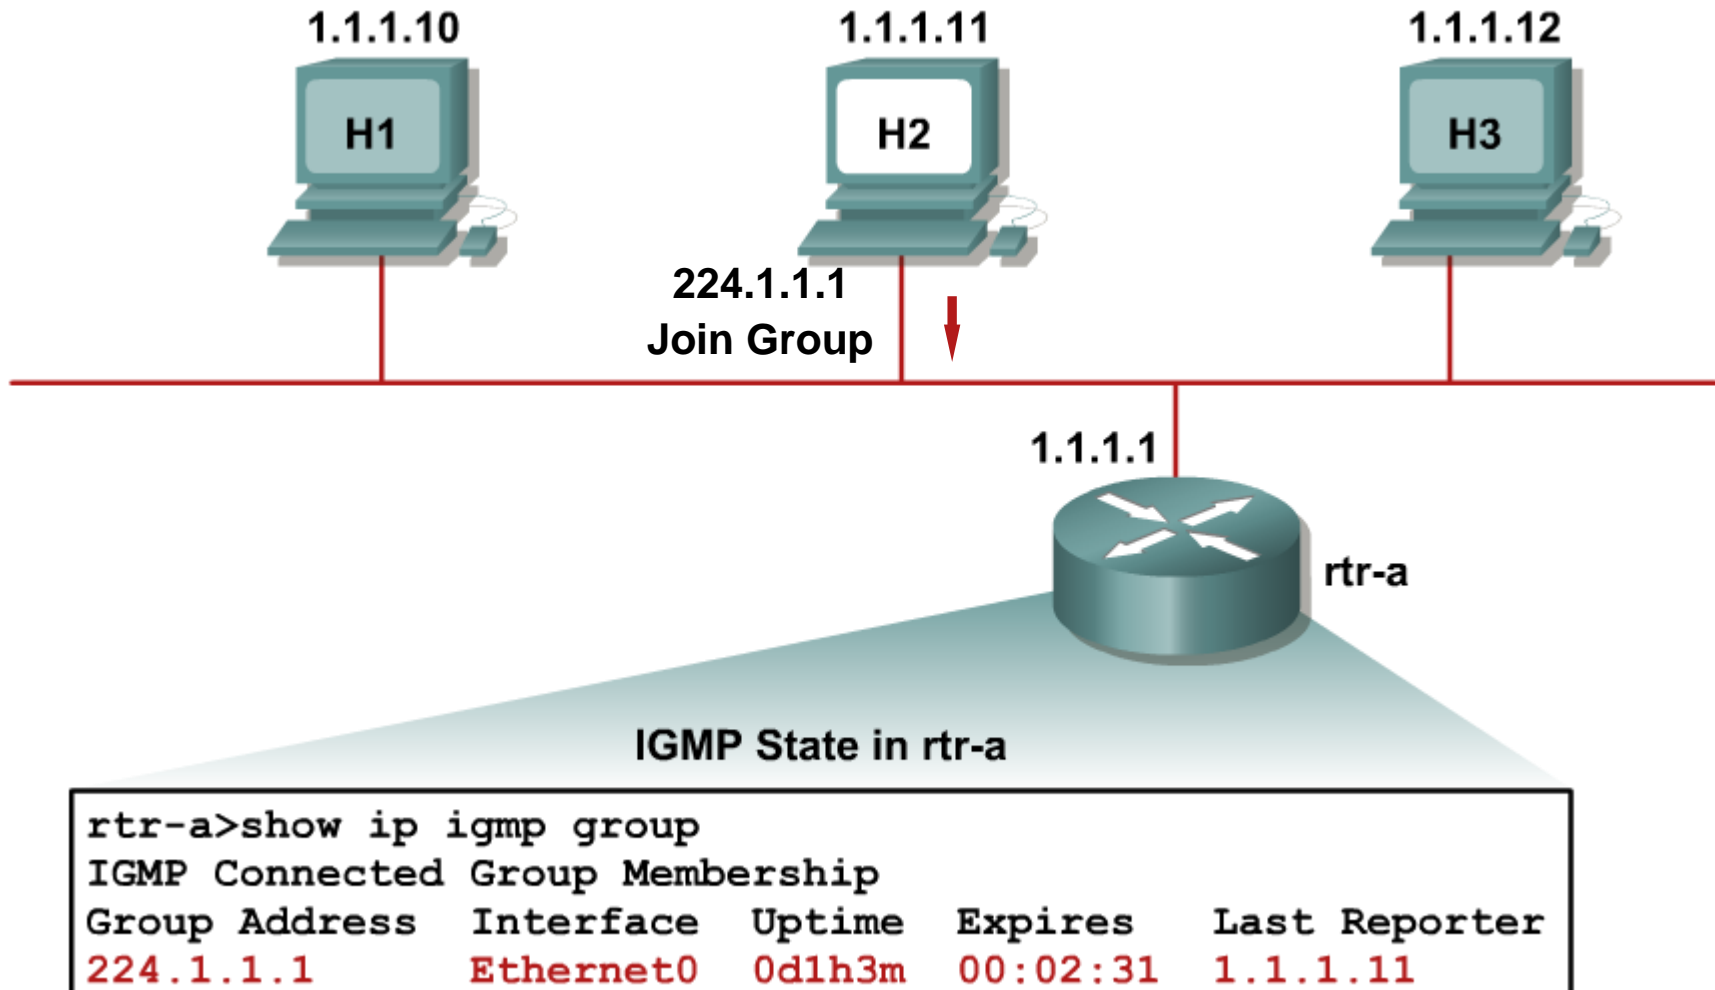 1.1.1.10 1.1.1.11 1.1.1.12
H1 H2 H3
224.1.1.1
Join Group
1.1.1.1
rtr-a
IGMP State in rtr-a
rtr-a>show ip igmp group
IGMP Connected Group Membership
Group Address Interface Uptime Expires Last Reporter
224.1.1.1 Ethernet0 0d1h3m 00:02:31 1.1.1.11